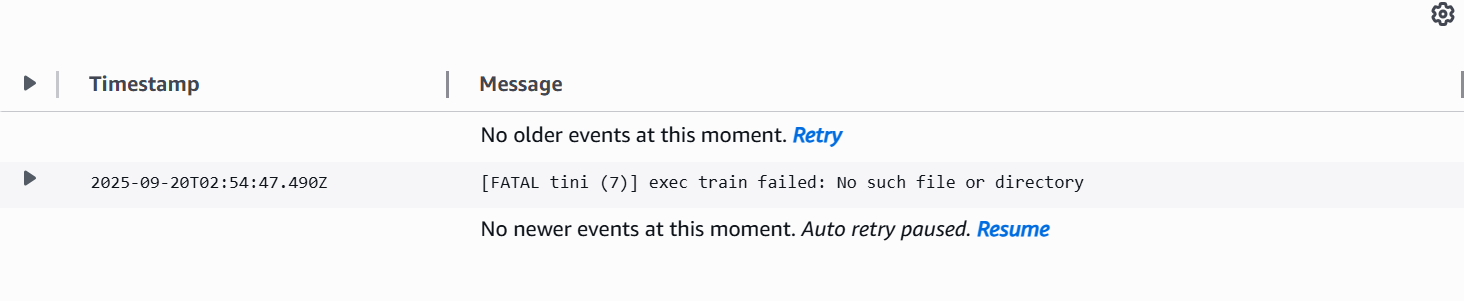 Timestamp Message
No older events at this moment. Retry
2025-09-20T02:54:47.490Z [FATAL tini (7)] exec train failed: No such file or directory
No newer events at this moment. Auto retry paused. Resume